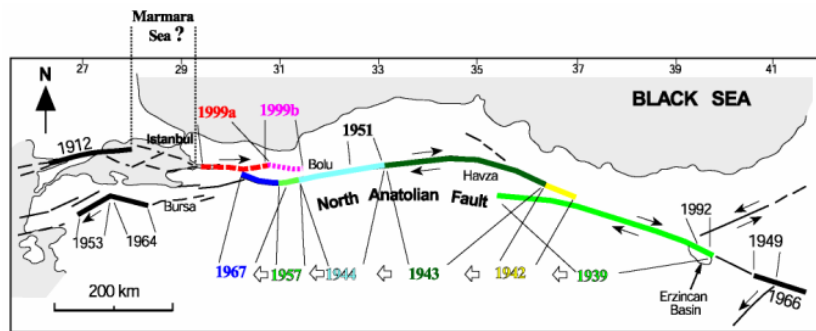 Marmara
Sea ?
27 29 31 33 35 37 39 41
N
BLACK SEA
1999a 1999b
1912 Istanbul 1951
Bolu
Havza
North Anatolian Fault
Bursa
1992
1953 1964
1949
1967 1957 1944 1943 1942 1939
1966
200 km
Erzincan
Basin